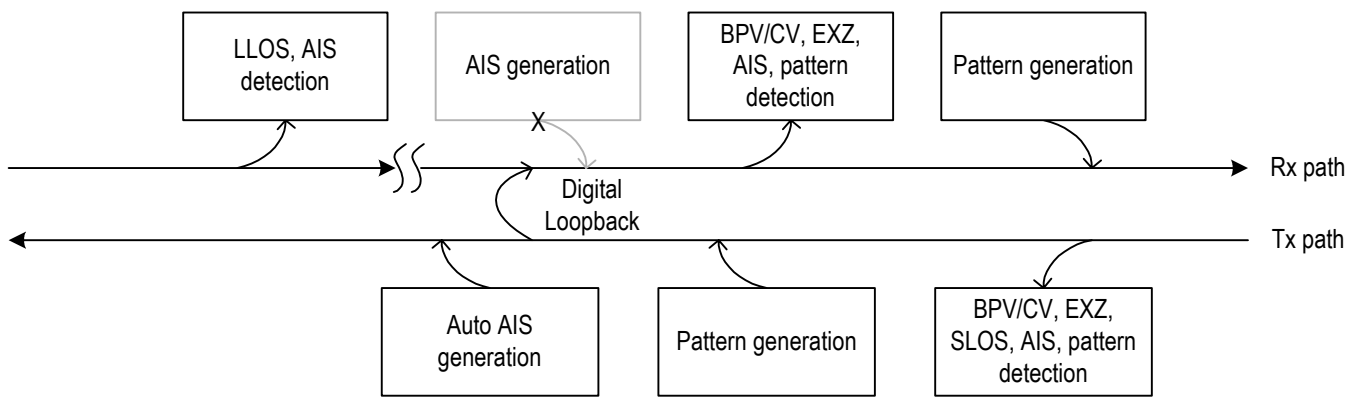 LLOS, AIS
detection
AIS generation
BPV/CV, EXZ,
AIS, pattern
detection
Pattern generation
X
Rx path
Digital
Loopback
Tx path
Auto AIS
generation
Pattern generation
BPV/CV, EXZ,
SLOS, AIS, pattern
detection